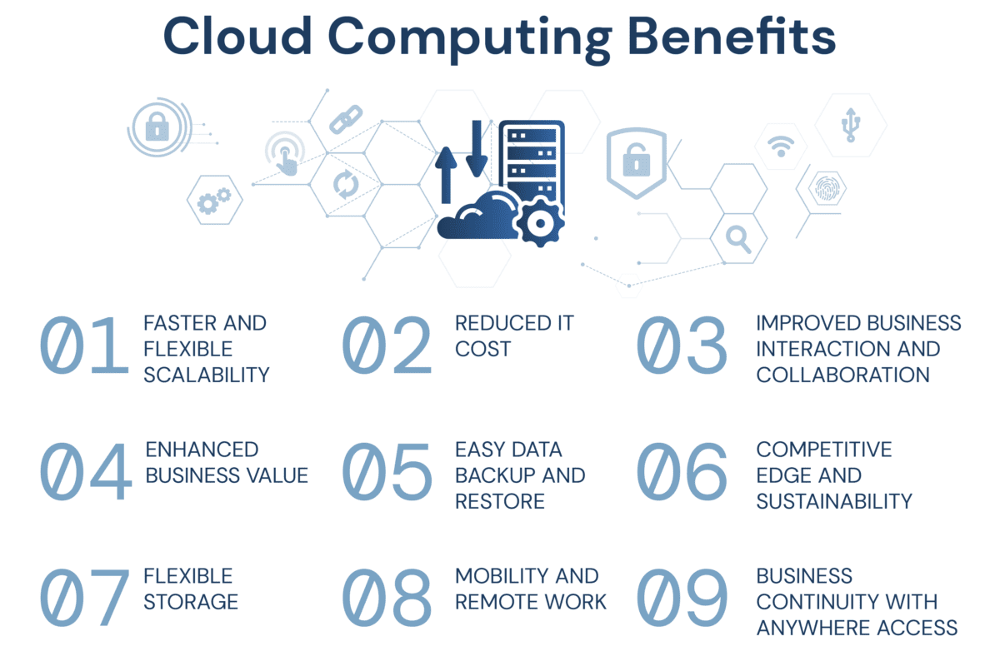 Cloud Computing Benefits
01
FASTER AND
FLEXIBLE
SCALABILITY
02
REDUCED IT
COST
03
IMPROVED BUSINESS
INTERACTION AND
COLLABORATION
04
ENHANCED
BUSINESS VALUE
05
EASY DATA
BACKUP AND
RESTORE
06
COMPETITIVE
EDGE AND
SUSTAINABILITY
07
FLEXIBLE
STORAGE
08
MOBILITY AND
REMOTE WORK
09
BUSINESS
CONTINUITY WITH
ANYWHERE ACCESS